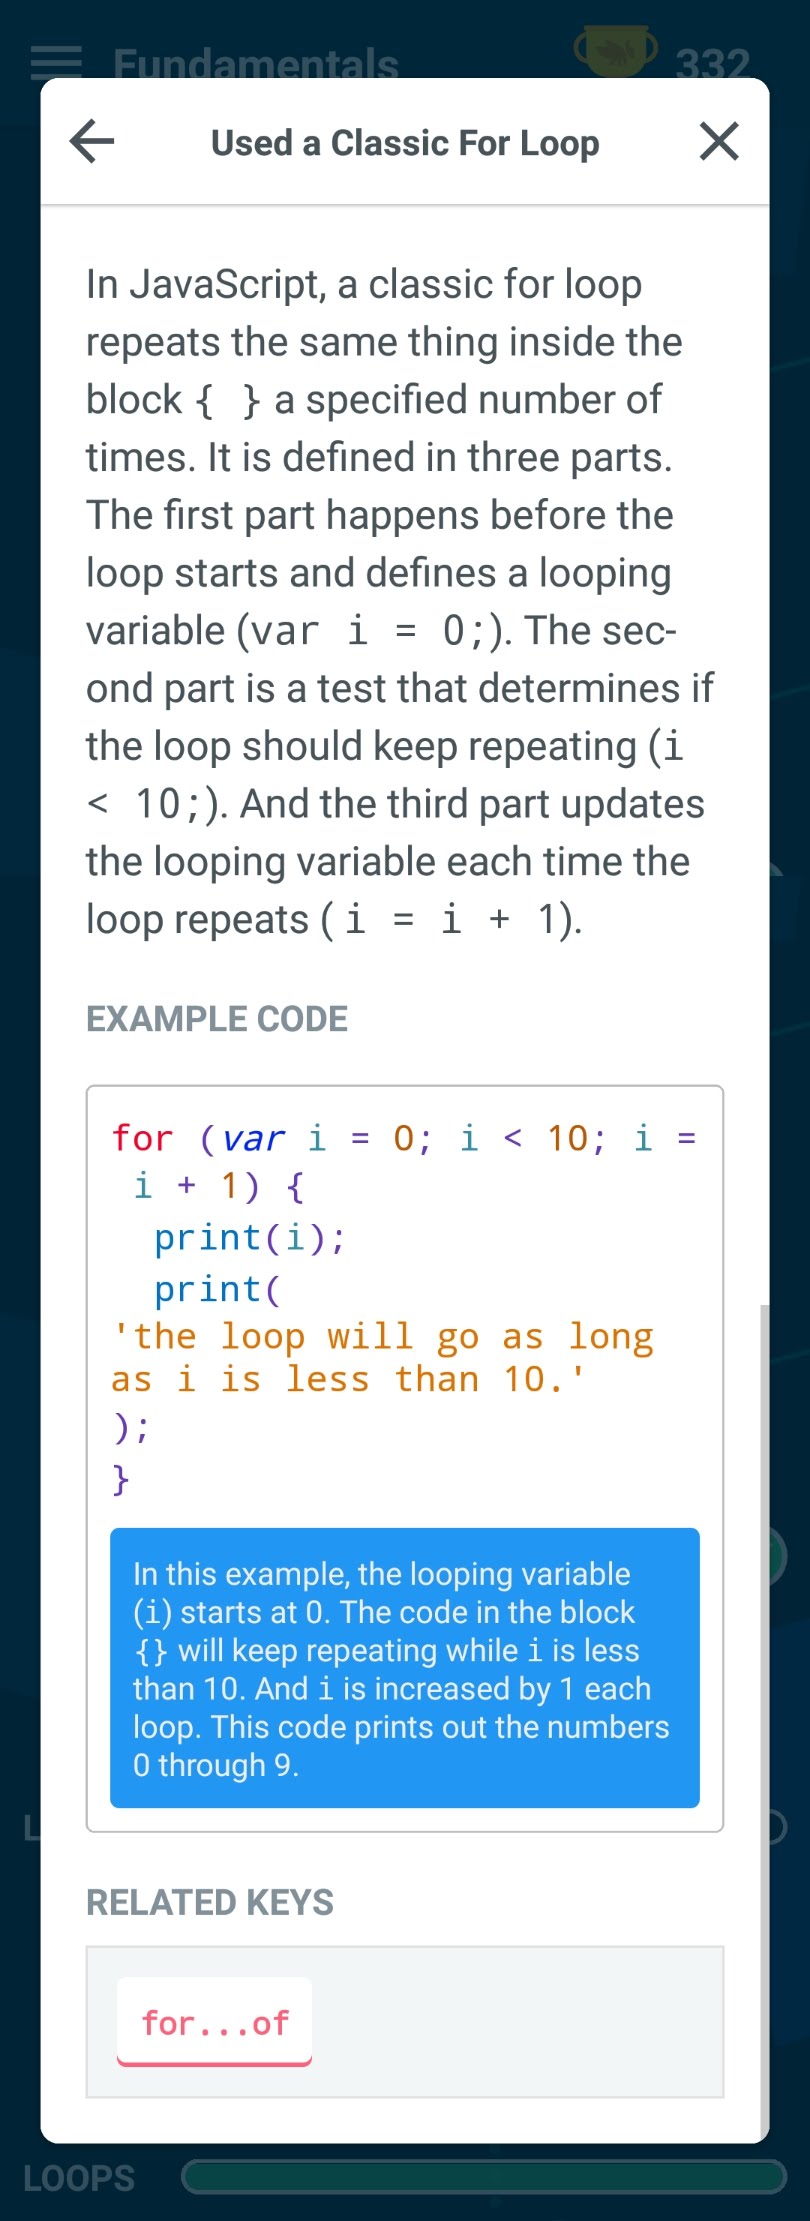 Fundamentals
332
Used a Classic For Loop
In JavaScript, a classic for loop
repeats the same thing inside the
block { } a specified number of
times. It is defined in three parts.
The first part happens before the
loop starts and defines a looping
variable (var i = 0;). The sec-
ond part is a test that determines if
the loop should keep repeating (i
< 10;). And the third part updates
the looping variable each time the
loop repeats ( i = i + 1).
EXAMPLE CODE
for (var i = 0; i < 10; i =
i + 1) {
print(i);
print(
'the loop will go as long
as i is less than 10.'
);
}
In this example, the looping variable
(i) starts at 0. The code in the block
{} will keep repeating while i is less
than 10. And i is increased by 1 each
loop. This code prints out the numbers
0 through 9.
RELATED KEYS
for...of
LOOPS